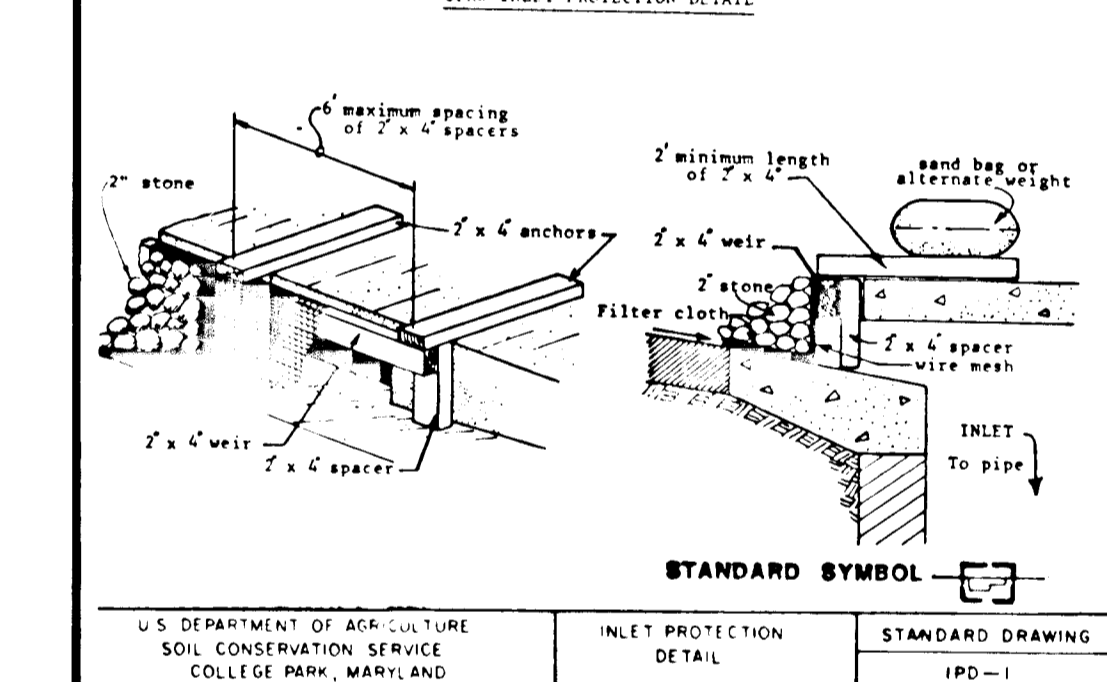 INLET PROTECTION DETAIL
6' maximum spacing
of 2" x 4" spacers
2" stone
2" x 4" anchors
2" x 4" weir
2" x 4" spacer
2' minimum length
of 2" x 4"
sand bag or
alternate weight
2" x 4" weir
2" stone
Filter cloth
2" x 4" spacer
wire mesh
INLET
To pipe
STANDARD SYMBOL
U S DEPARTMENT OF AGRICULTURE
SOIL CONSERVATION SERVICE
COLLEGE PARK, MARYLAND
INLET PROTECTION
DETAIL
STANDARD DRAWING
IPD-1